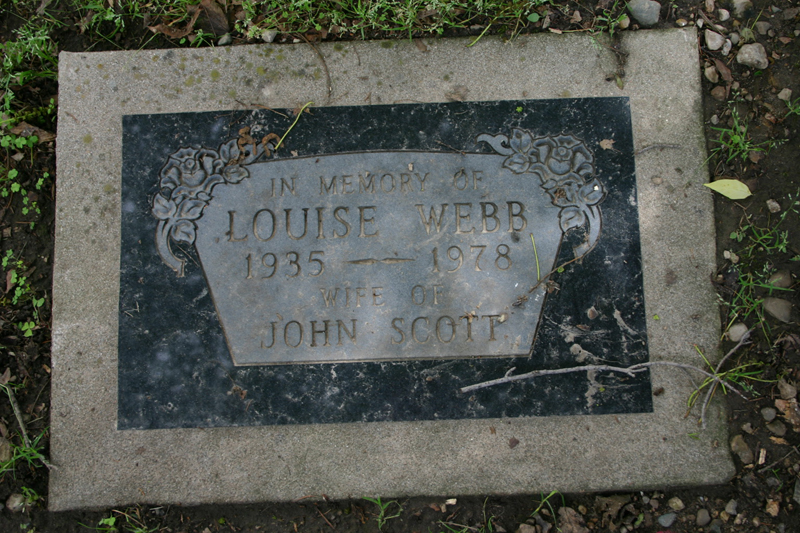 IN MEMORY OF
LOUISE WEBB
1935 — 1978
WIFE OF
JOHN SCOTT